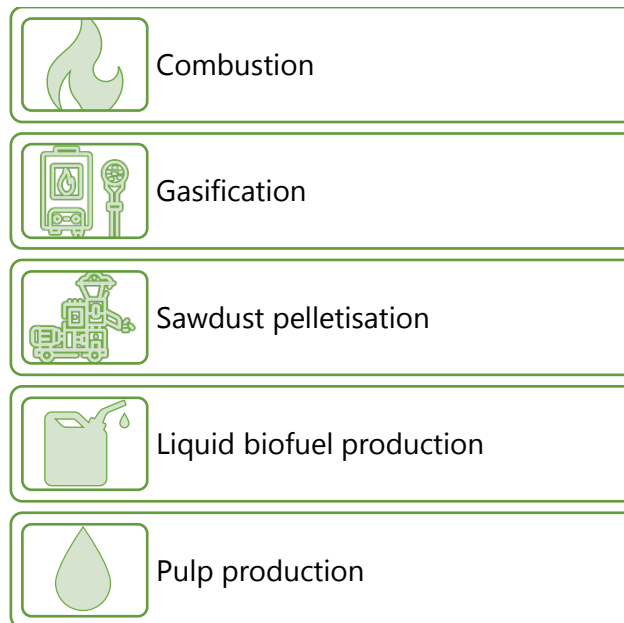 Combustion
Gasification
Sawdust pelletisation
Liquid biofuel production
Pulp production